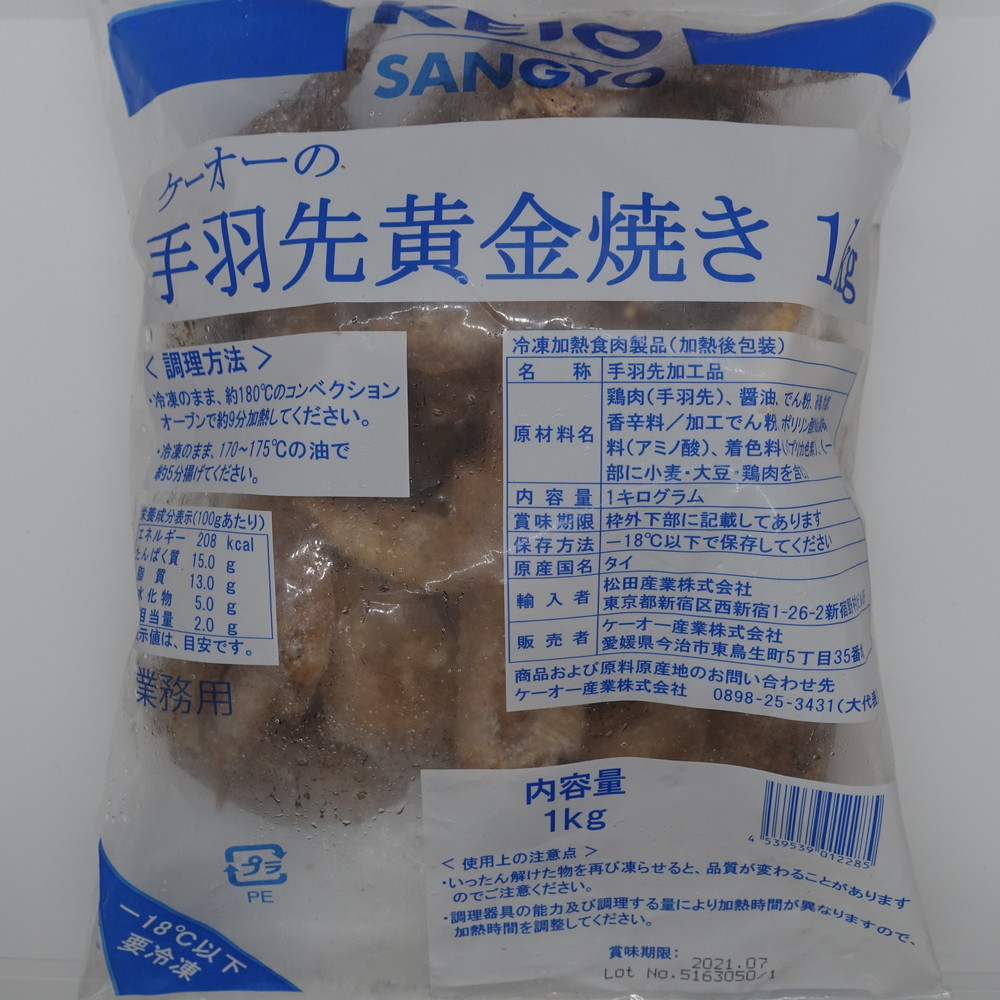 KEIO
SANGYO
ケーオーの
手羽先黄金焼き 1kg
<調理方法>
・冷凍のまま、約180℃のコンベクション
オーブンで約9分加熱してください。
・冷凍のまま、170~175℃の油で
約5分揚げてください。
栄養成分表示(100gあたり)
エネルギー 208 kcal
たんぱく質 15.0 g
脂質 13.0 g
水化物 5.0 g
相当量 2.0 g
示値は、目安です。
業務用
冷凍加熱食肉製品(加熱後包装)
名称 手羽先加工品
原材料名 鶏肉(手羽先)、醤油、でん粉、
香辛料/加工でん粉、ポリリン
料(アミノ酸)、着色料(パプリカ色素)、(一
部に小麦・大豆・鶏肉を含む)
内容量 1キログラム
賞味期限 枠外下部に記載してあります
保存方法 -18℃以下で保存してください
原産国名 タイ
輸入者 松田産業株式会社
東京都新宿区西新宿1-26-2新宿野村
販売者 ケーオー産業株式会社
愛媛県今治市東鳥生町5丁目35番
商品および原料原産地のお問い合わせ先
ケーオー産業株式会社 0898-25-3431(大代表
内容量
1kg
4 539539 012285
<使用上の注意点>
・いったん解けた物を再び凍らせると、品質が変わることがあります
のでご注意ください。
・調理器具の能力及び調理する量により加熱時間が異なりますので、
加熱時間を調整してください。
賞味期限: 2021.07
Lot No.5163050/1
プラ
PE
-18℃以下
要冷凍